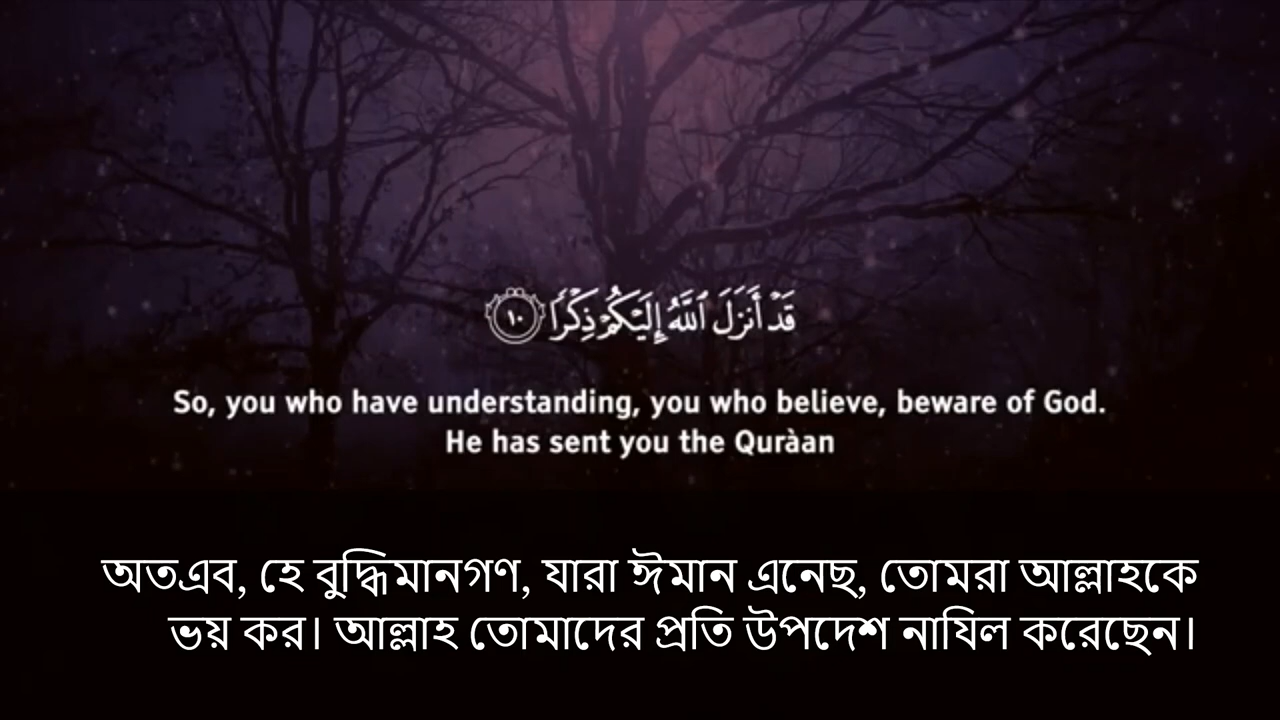 قَدْ أَنزَلَ ٱللَّهُ إِلَيْكُمْ ذِكْرًا ١٠
So, you who have understanding, you who believe, beware of God.
He has sent you the Quràan
অতএব, হে বুদ্ধিমানগণ, যারা ঈমান এনেছ, তোমরা আল্লাহকে
ভয় কর। আল্লাহ তোমাদের প্রতি উপদেশ নাযিল করেছেন।